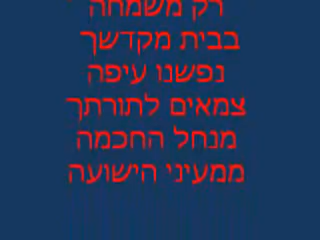 רק משמחה
בבית מקדשך
נפשנו עיפה
צמאים לתורתך
מנחל החכמה
ממעיני הישועה